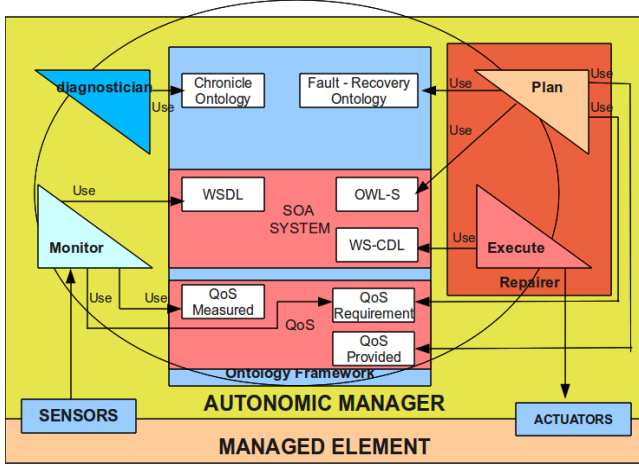 diagnostician
Use
Chronicle
Ontology
Fault - Recovery
Ontology
Use
Plan
Use
Use
Use
Use
WSDL
OWL-S
SOA
SYSTEM
WS-CDL
Monitor
Use
Execute
Repairer
Use
Use
QoS
Measured
QoS
QoS
Requirement
QoS
Provided
Ontology Framework
AUTONOMIC MANAGER
SENSORS
ACTUATORS
MANAGED ELEMENT